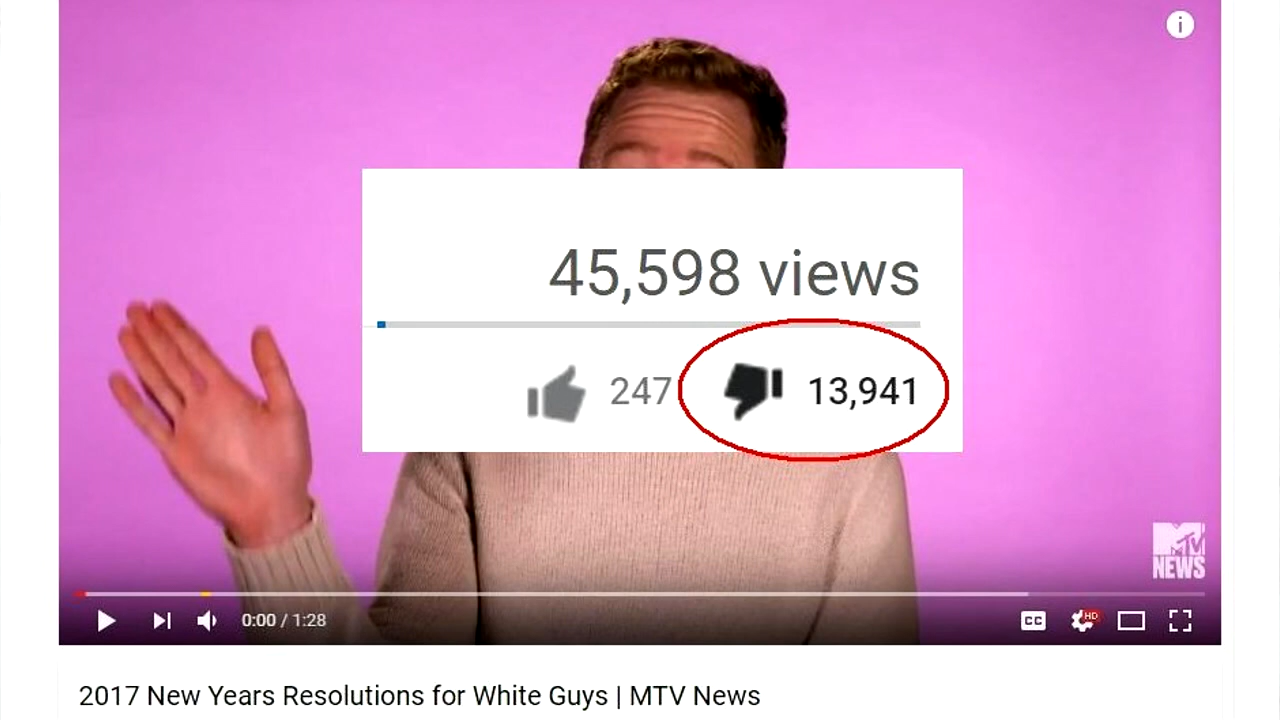 i
45,598 views
247 13,941
MTV
NEWS
0:00 / 1:28
CC
HD
2017 New Years Resolutions for White Guys | MTV News